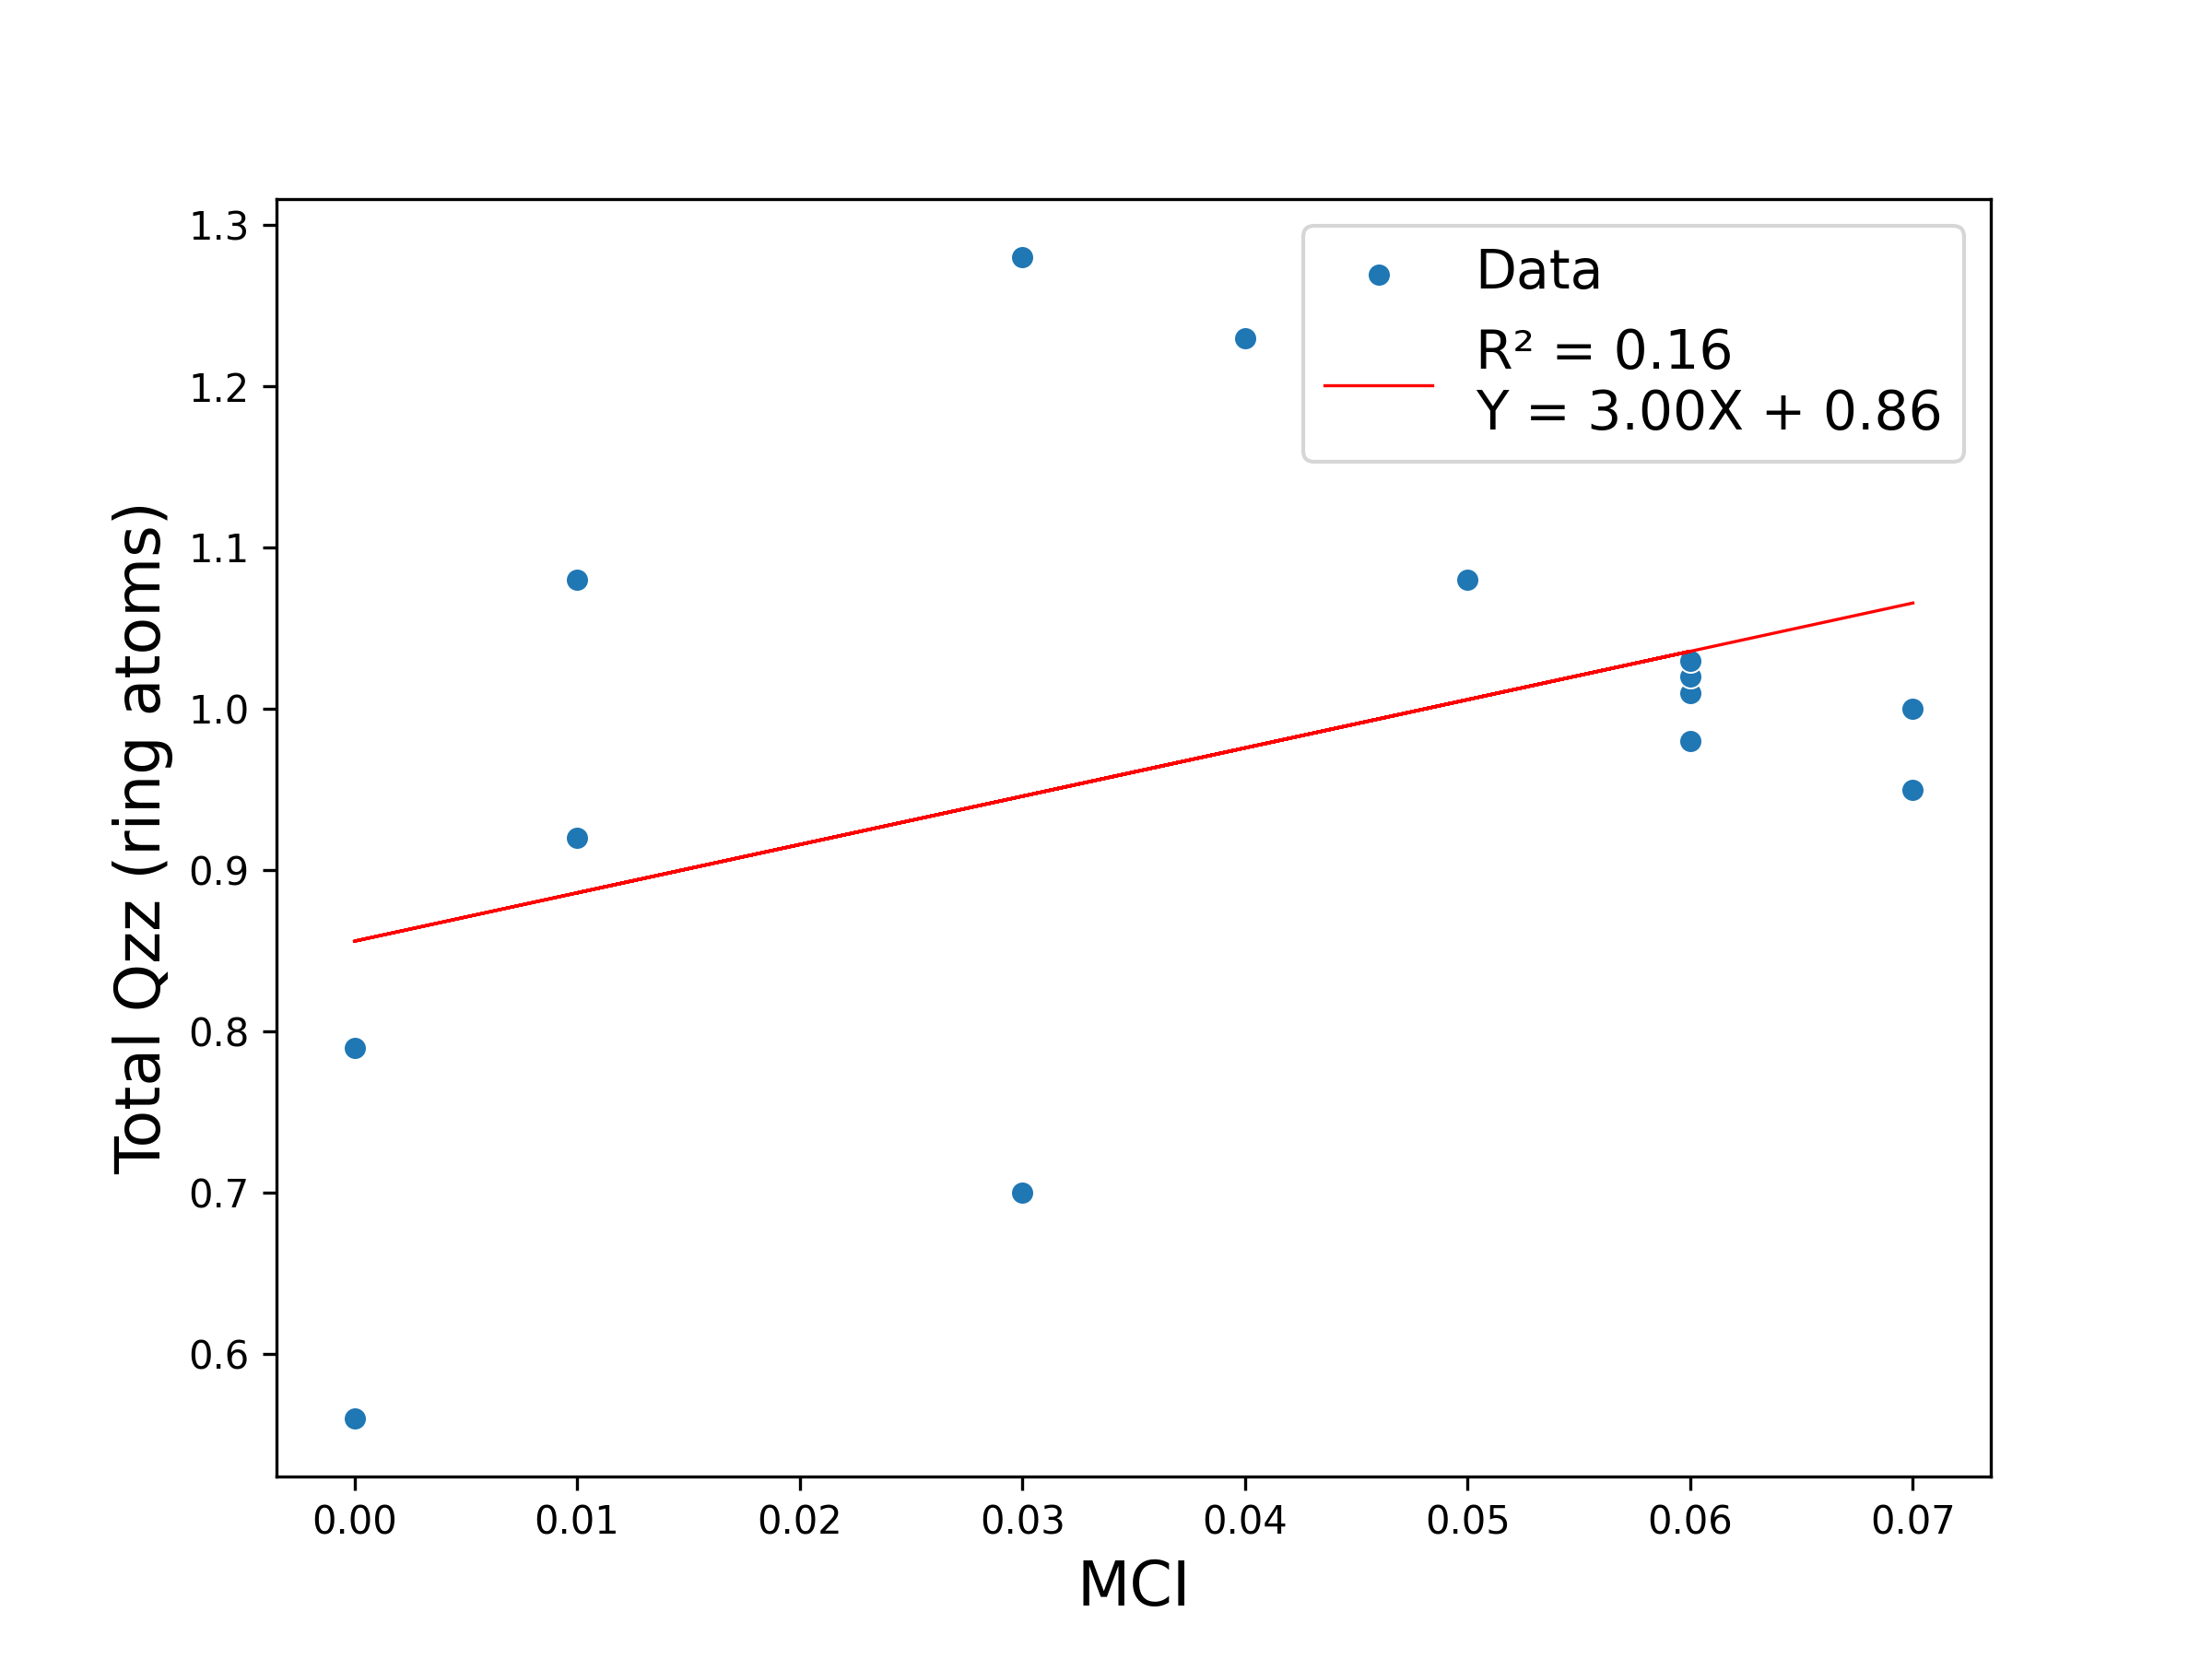 1.3
1.2
1.1
1.0
0.9
0.8
0.7
0.6
Total Qzz (ring atoms)
Data
R² = 0.16
Y = 3.00X + 0.86
0.00 0.01 0.02 0.03 0.04 0.05 0.06 0.07
MCI